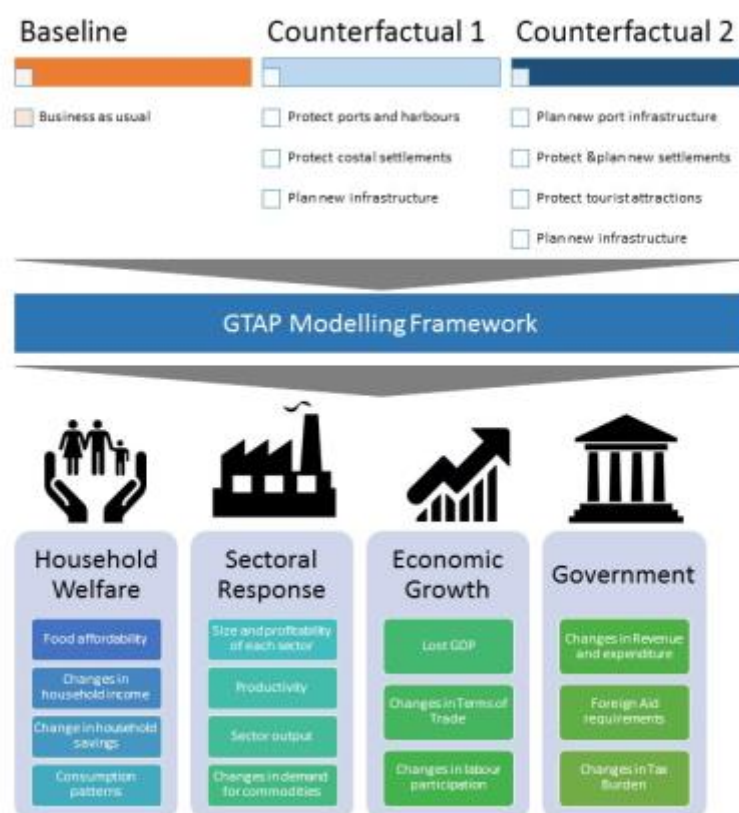 Baseline
Counterfactual 1
Counterfactual 2
Business as usual
Protect ports and harbours
Protect costal settlements
Plan new infrastructure
Plan new port infrastructure
Protect &plan new settlements
Protect tourist attractions
Plan new infrastructure
GTAP Modelling Framework
Household
Welfare
Food affordability
Changes in
household income
Change in household
savings
Consumption
patterns
Sectoral
Response
Size and profitability
of each sector
Productivity
Sector output
Changes in demand
for commodities
Economic
Growth
Lost GDP
Changes in Terms of
Trade
Changes in labour
participation
Government
Changes in Revenue
and expenditure
Foreign Aid
requirements
Changes in Tax
Burden